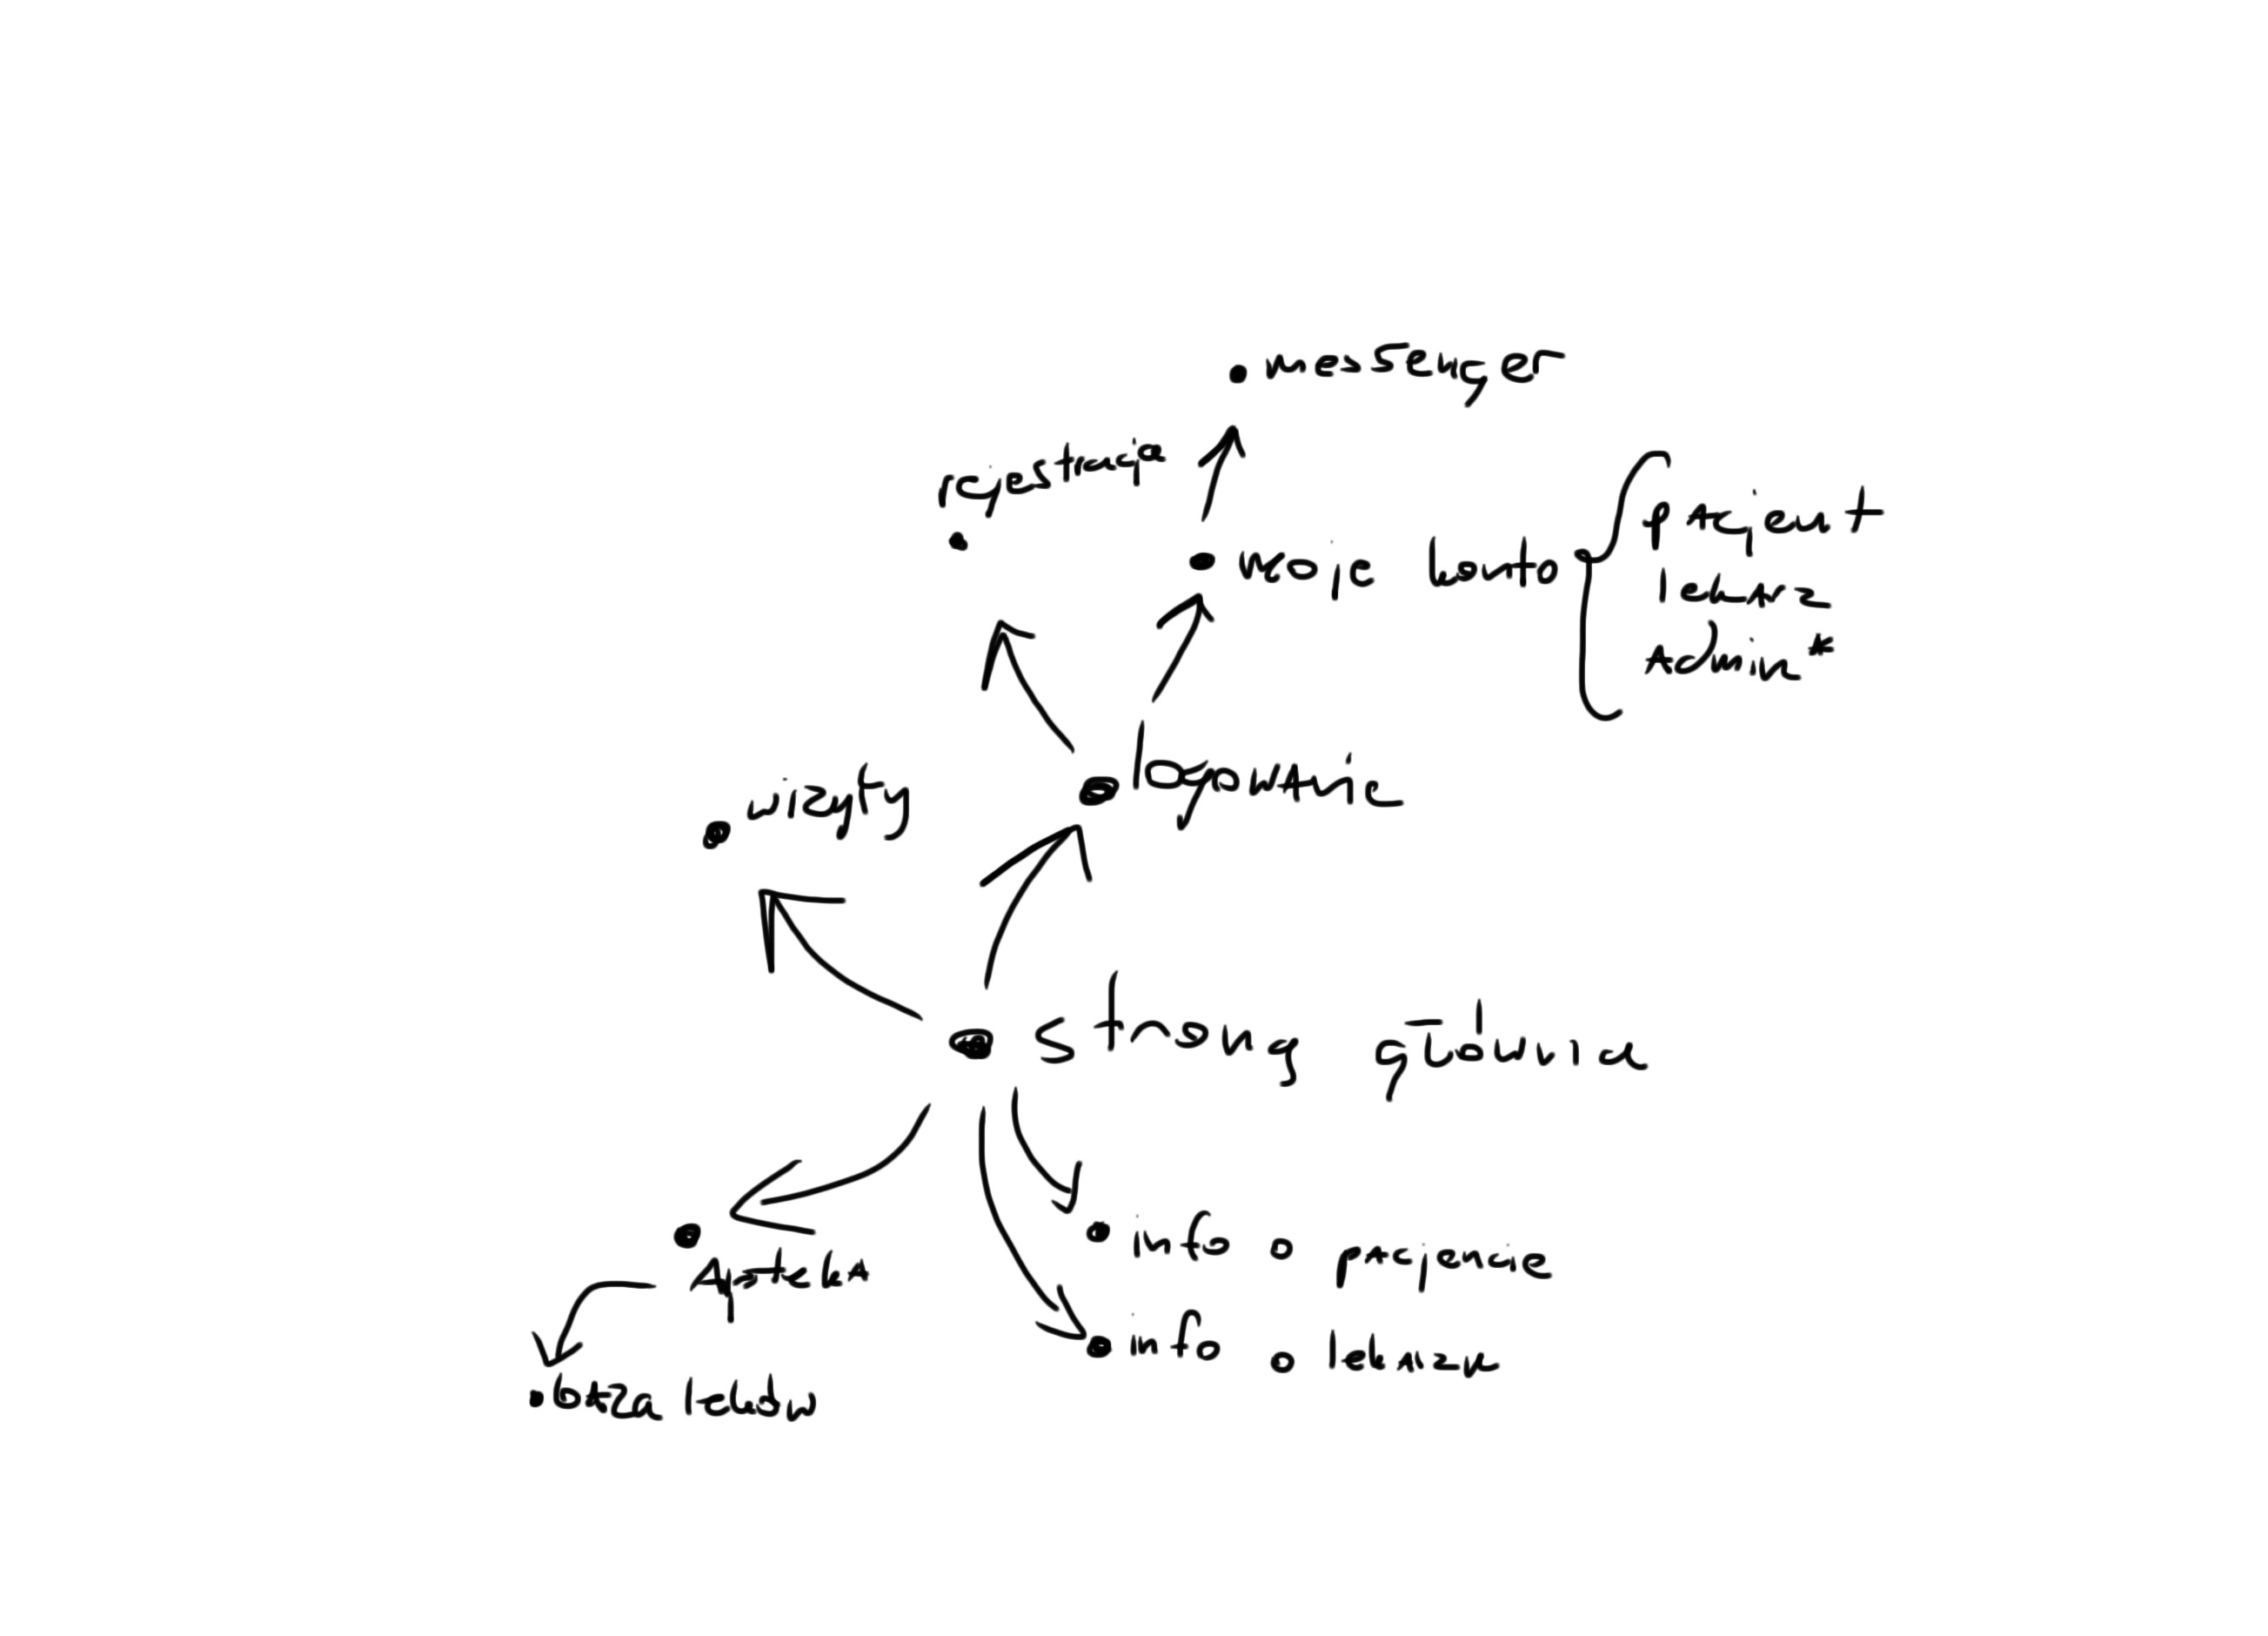 messenger
rejestracja
moje konto
pacjent
lekarz
admin*
logowanie
wizyty
strona główna
apteka
info o pacjencie
info o lekarzu
baza leków